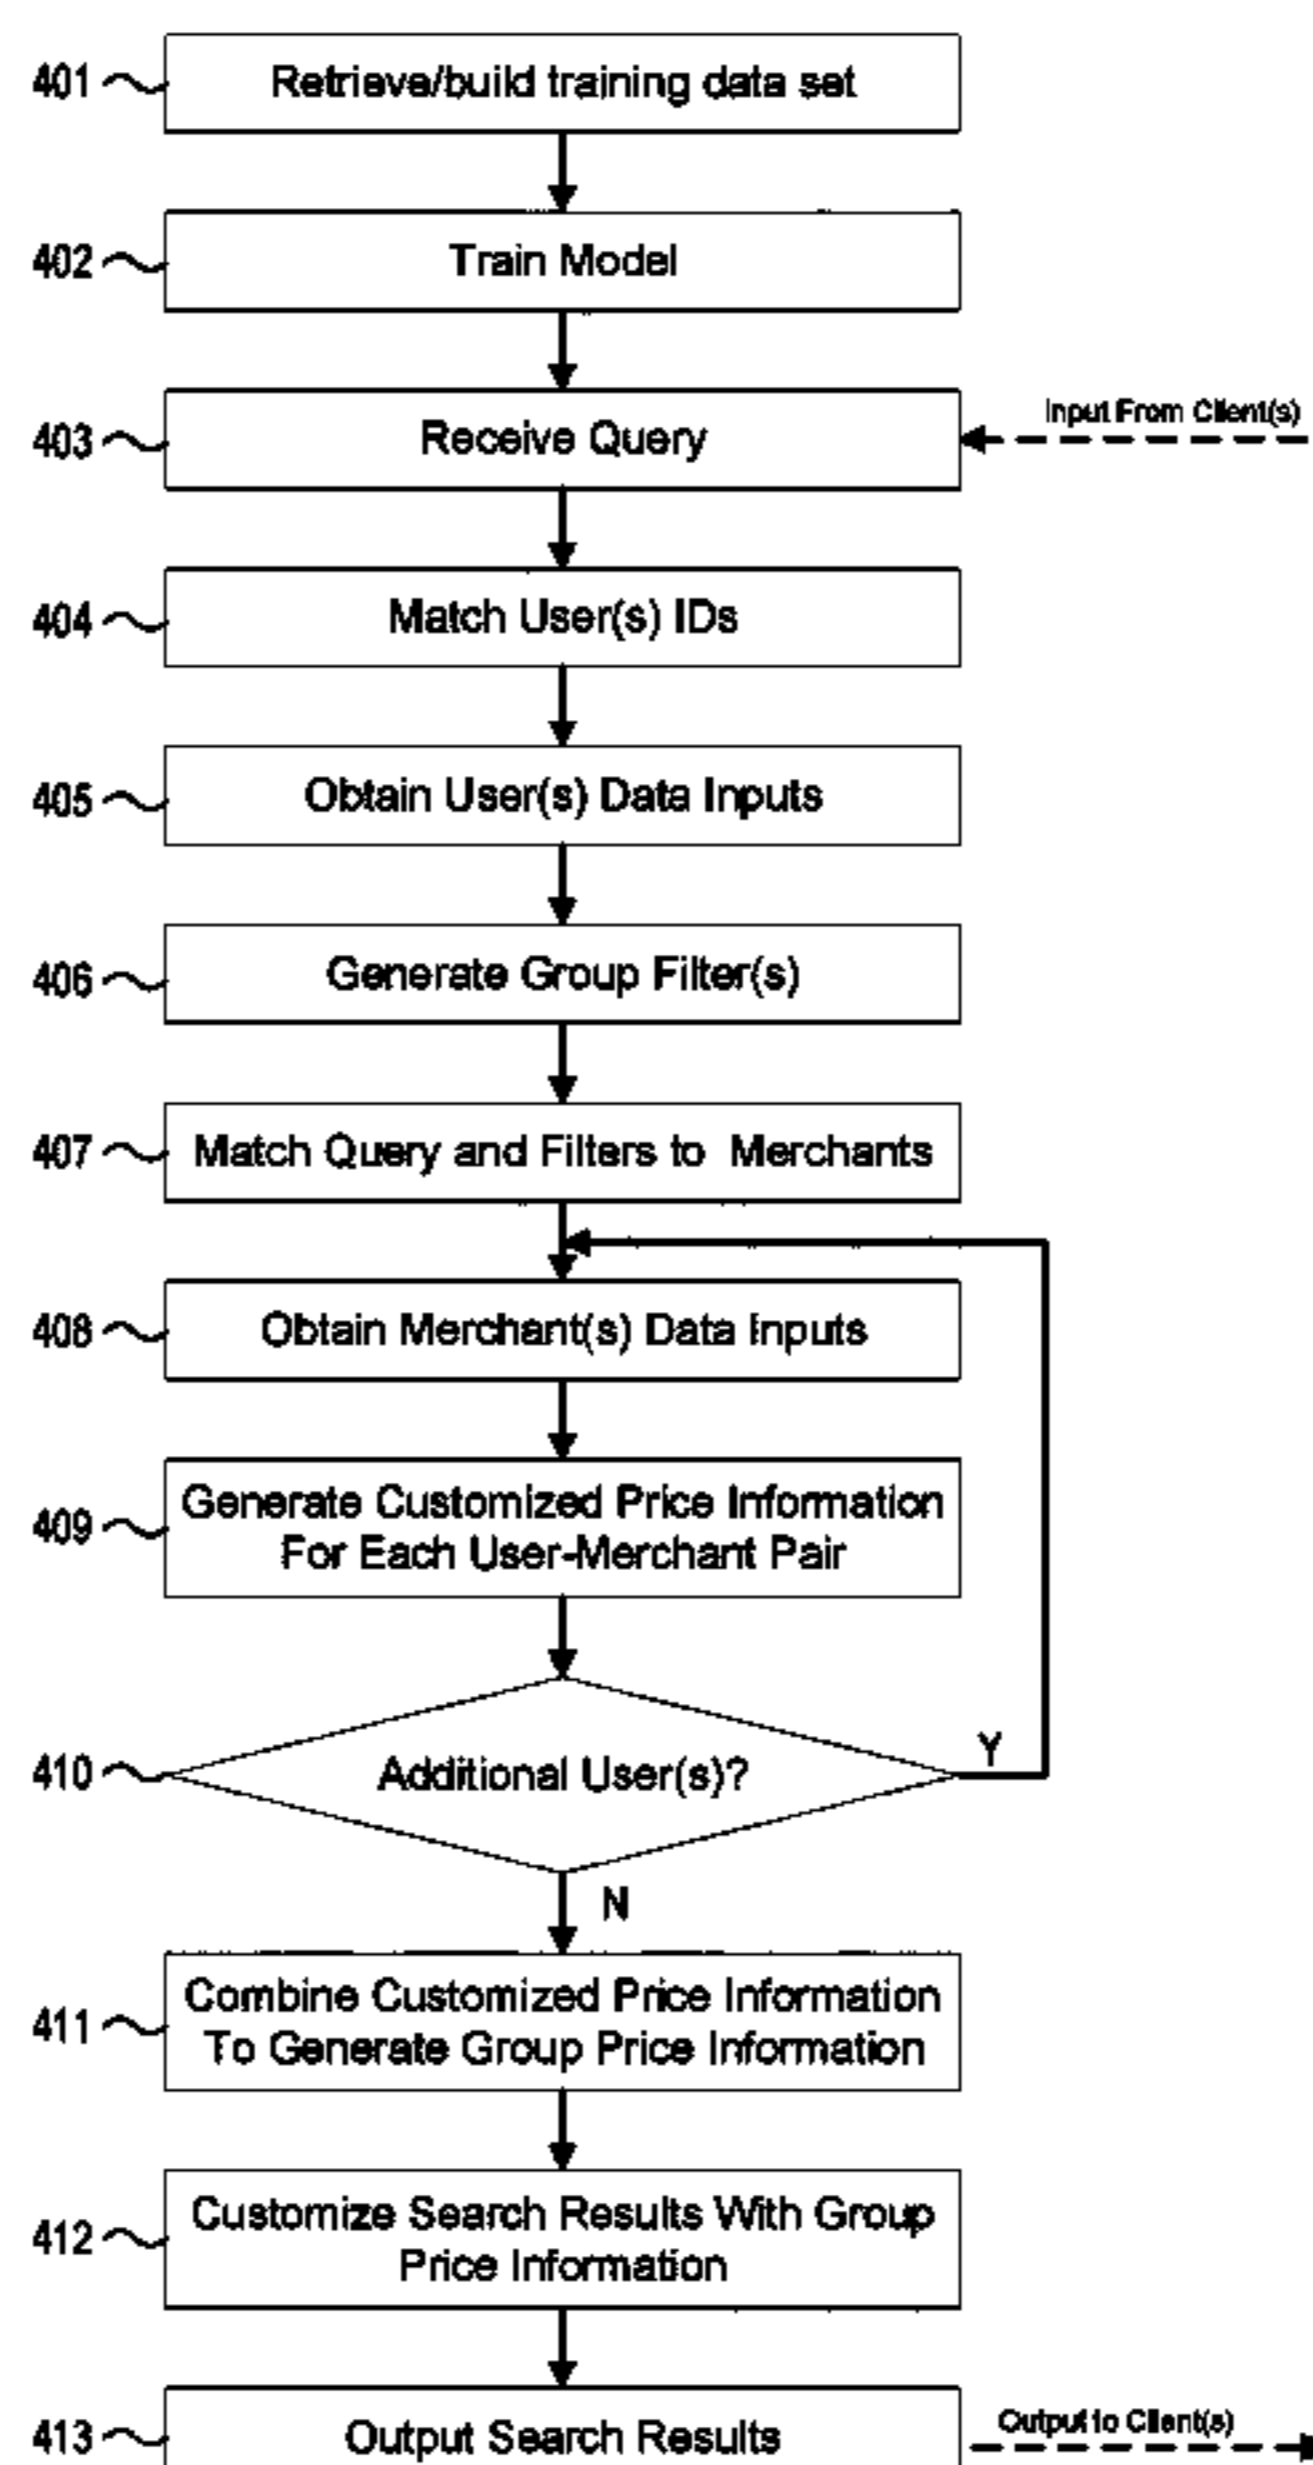 401
Retrieve/build training data set
402
Train Model
403
Receive Query
Input From Client(s)
404
Match User(s) IDs
405
Obtain User(s) Data Inputs
406
Generate Group Filter(s)
407
Match Query and Filters to Merchants
408
Obtain Merchant(s) Data Inputs
409
Generate Customized Price Information
For Each User-Merchant Pair
410
Additional User(s)?
Y
N
411
Combine Customized Price Information
To Generate Group Price Information
412
Customize Search Results With Group
Price Information
413
Output Search Results
Output to Client(s)